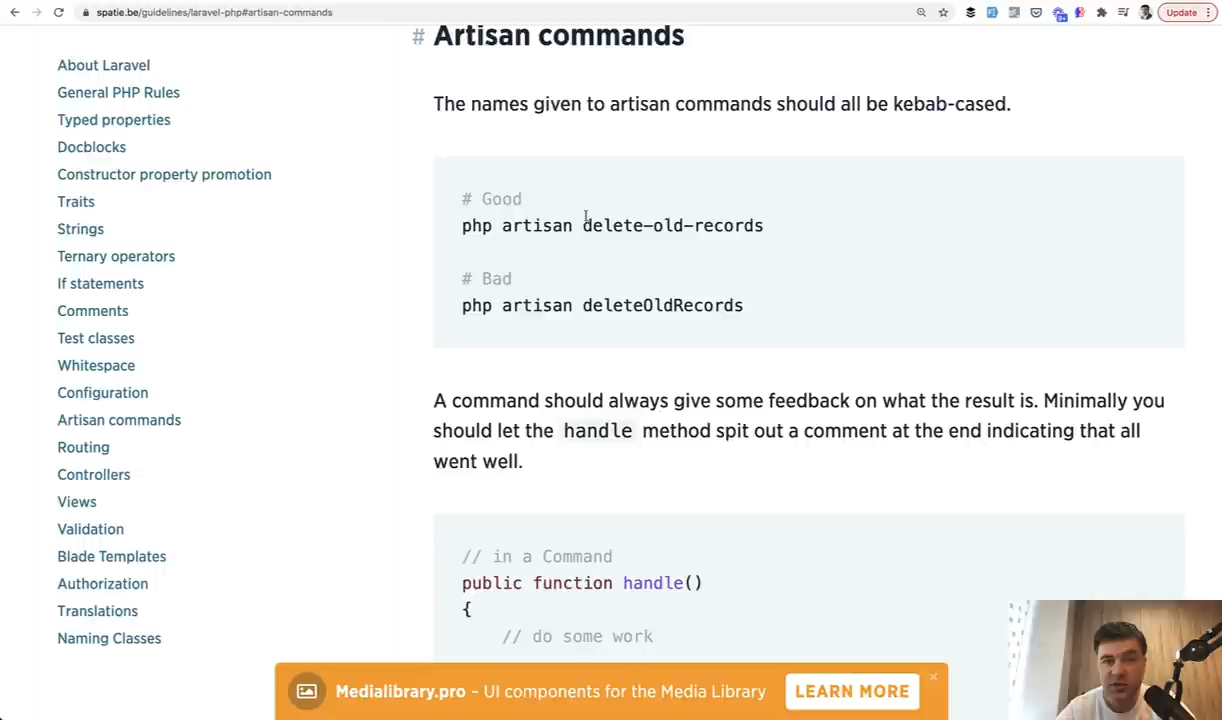 spatie.be/guidelines/laravel-php#artisan-commands
Update
# Artisan commands
About Laravel
General PHP Rules
Typed properties
Docblocks
Constructor property promotion
Traits
Strings
Ternary operators
If statements
Comments
Test classes
Whitespace
Configuration
Artisan commands
Routing
Controllers
Views
Validation
Blade Templates
Authorization
Translations
Naming Classes
The names given to artisan commands should all be kebab-cased.
# Good
php artisan delete-old-records
# Bad
php artisan deleteOldRecords
A command should always give some feedback on what the result is. Minimally you
should let the handle method spit out a comment at the end indicating that all
went well.
// in a Command
public function handle()
{
// do some work
Medialibrary.pro - UI components for the Media Library
LEARN MORE
×